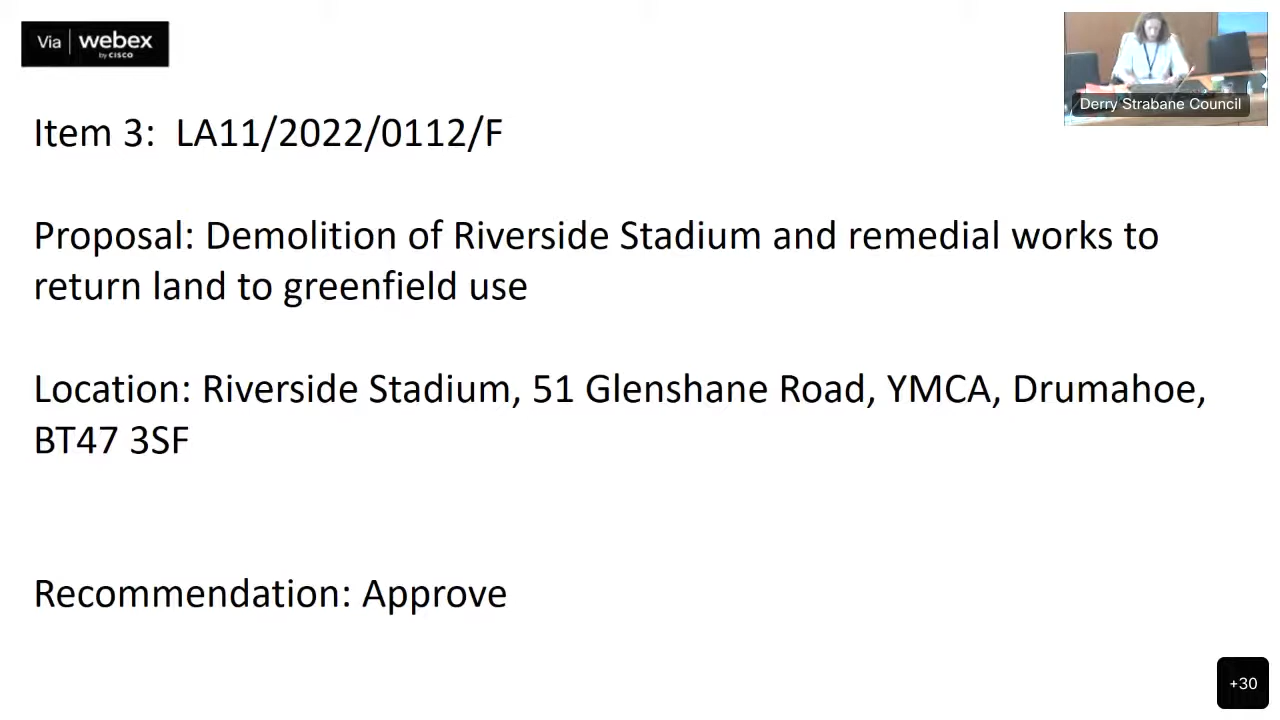 Via | webex
by CISCO
Derry Strabane Council
Item 3: LA11/2022/0112/F
Proposal: Demolition of Riverside Stadium and remedial works to
return land to greenfield use
Location: Riverside Stadium, 51 Glenshane Road, YMCA, Drumahoe,
BT47 3SF
Recommendation: Approve
+30